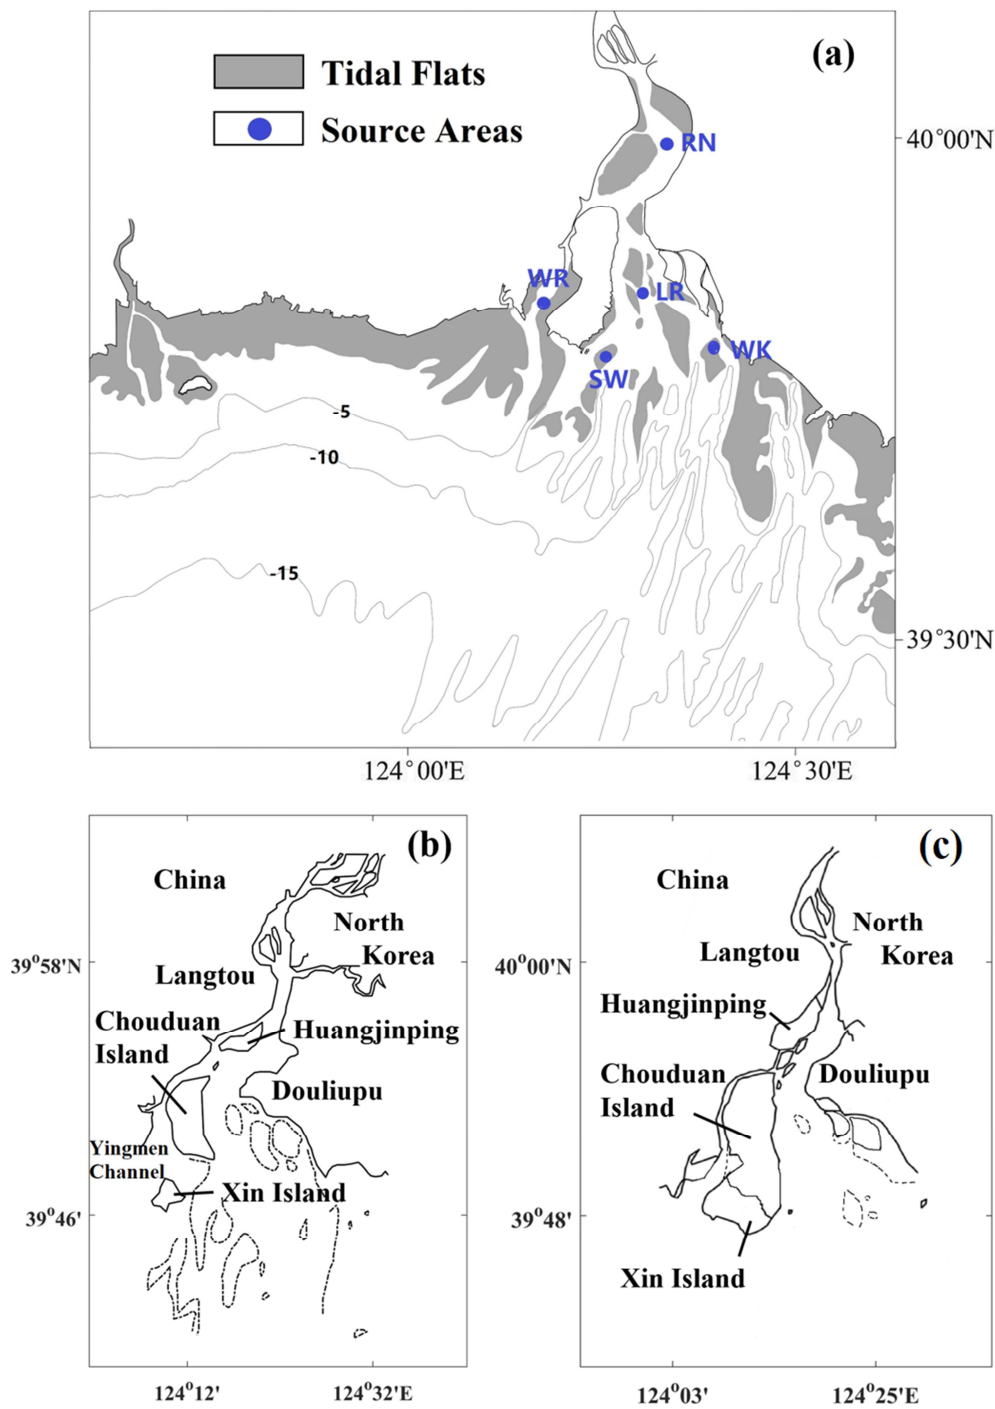 (a)
Tidal Flats
Source Areas
RN
40°00'N
WR
LR
WK
SW
-5
-10
-15
39°30'N
124°00'E
124°30'E
(b)
China
North
Korea
39°58'N
Langtou
Chouduan
Island
Huangjinping
Douliupu
Yingmen
Channel
Xin Island
39°46'
124°12'
124°32'E
(c)
China
North
Korea
Langtou
40°00'N
Huangjinping
Chouduan
Island
Douliupu
39°48'
Xin Island
124°03'
124°25'E